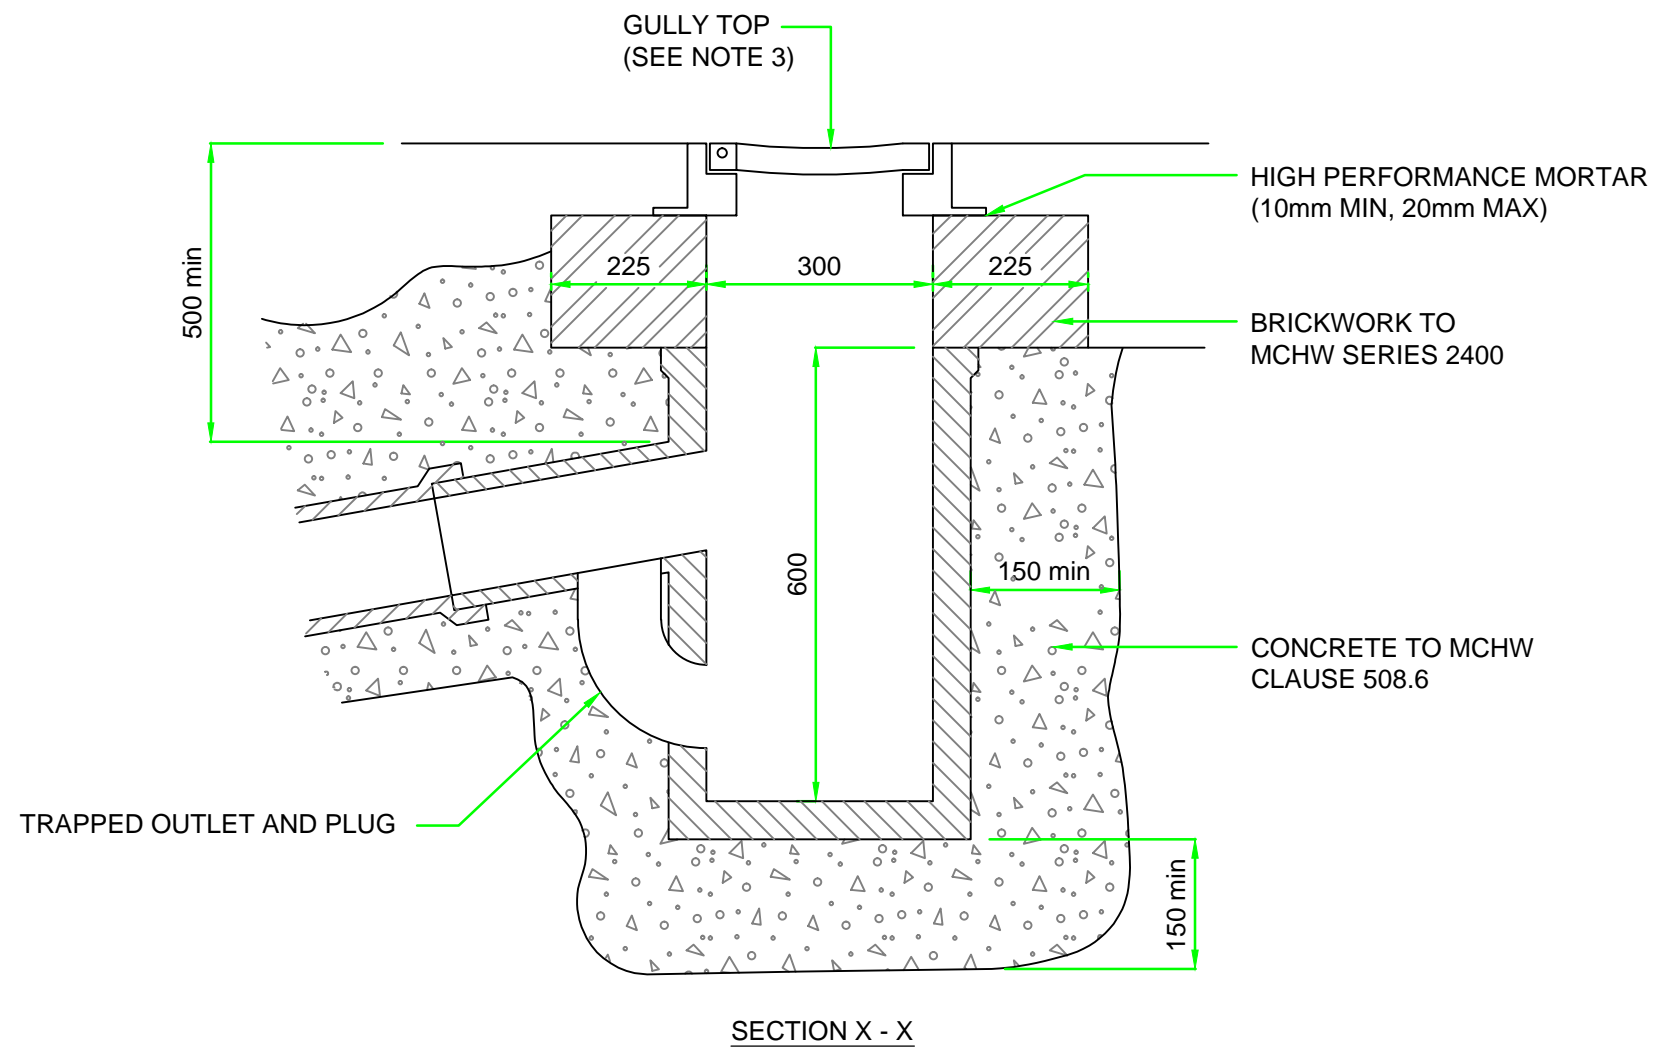 GULLY TOP
(SEE NOTE 3)
HIGH PERFORMANCE MORTAR
(10mm MIN, 20mm MAX)
500 min
225
300
225
BRICKWORK TO
MCHW SERIES 2400
600
150 min
CONCRETE TO MCHW
CLAUSE 508.6
TRAPPED OUTLET AND PLUG
150 min
SECTION X - X